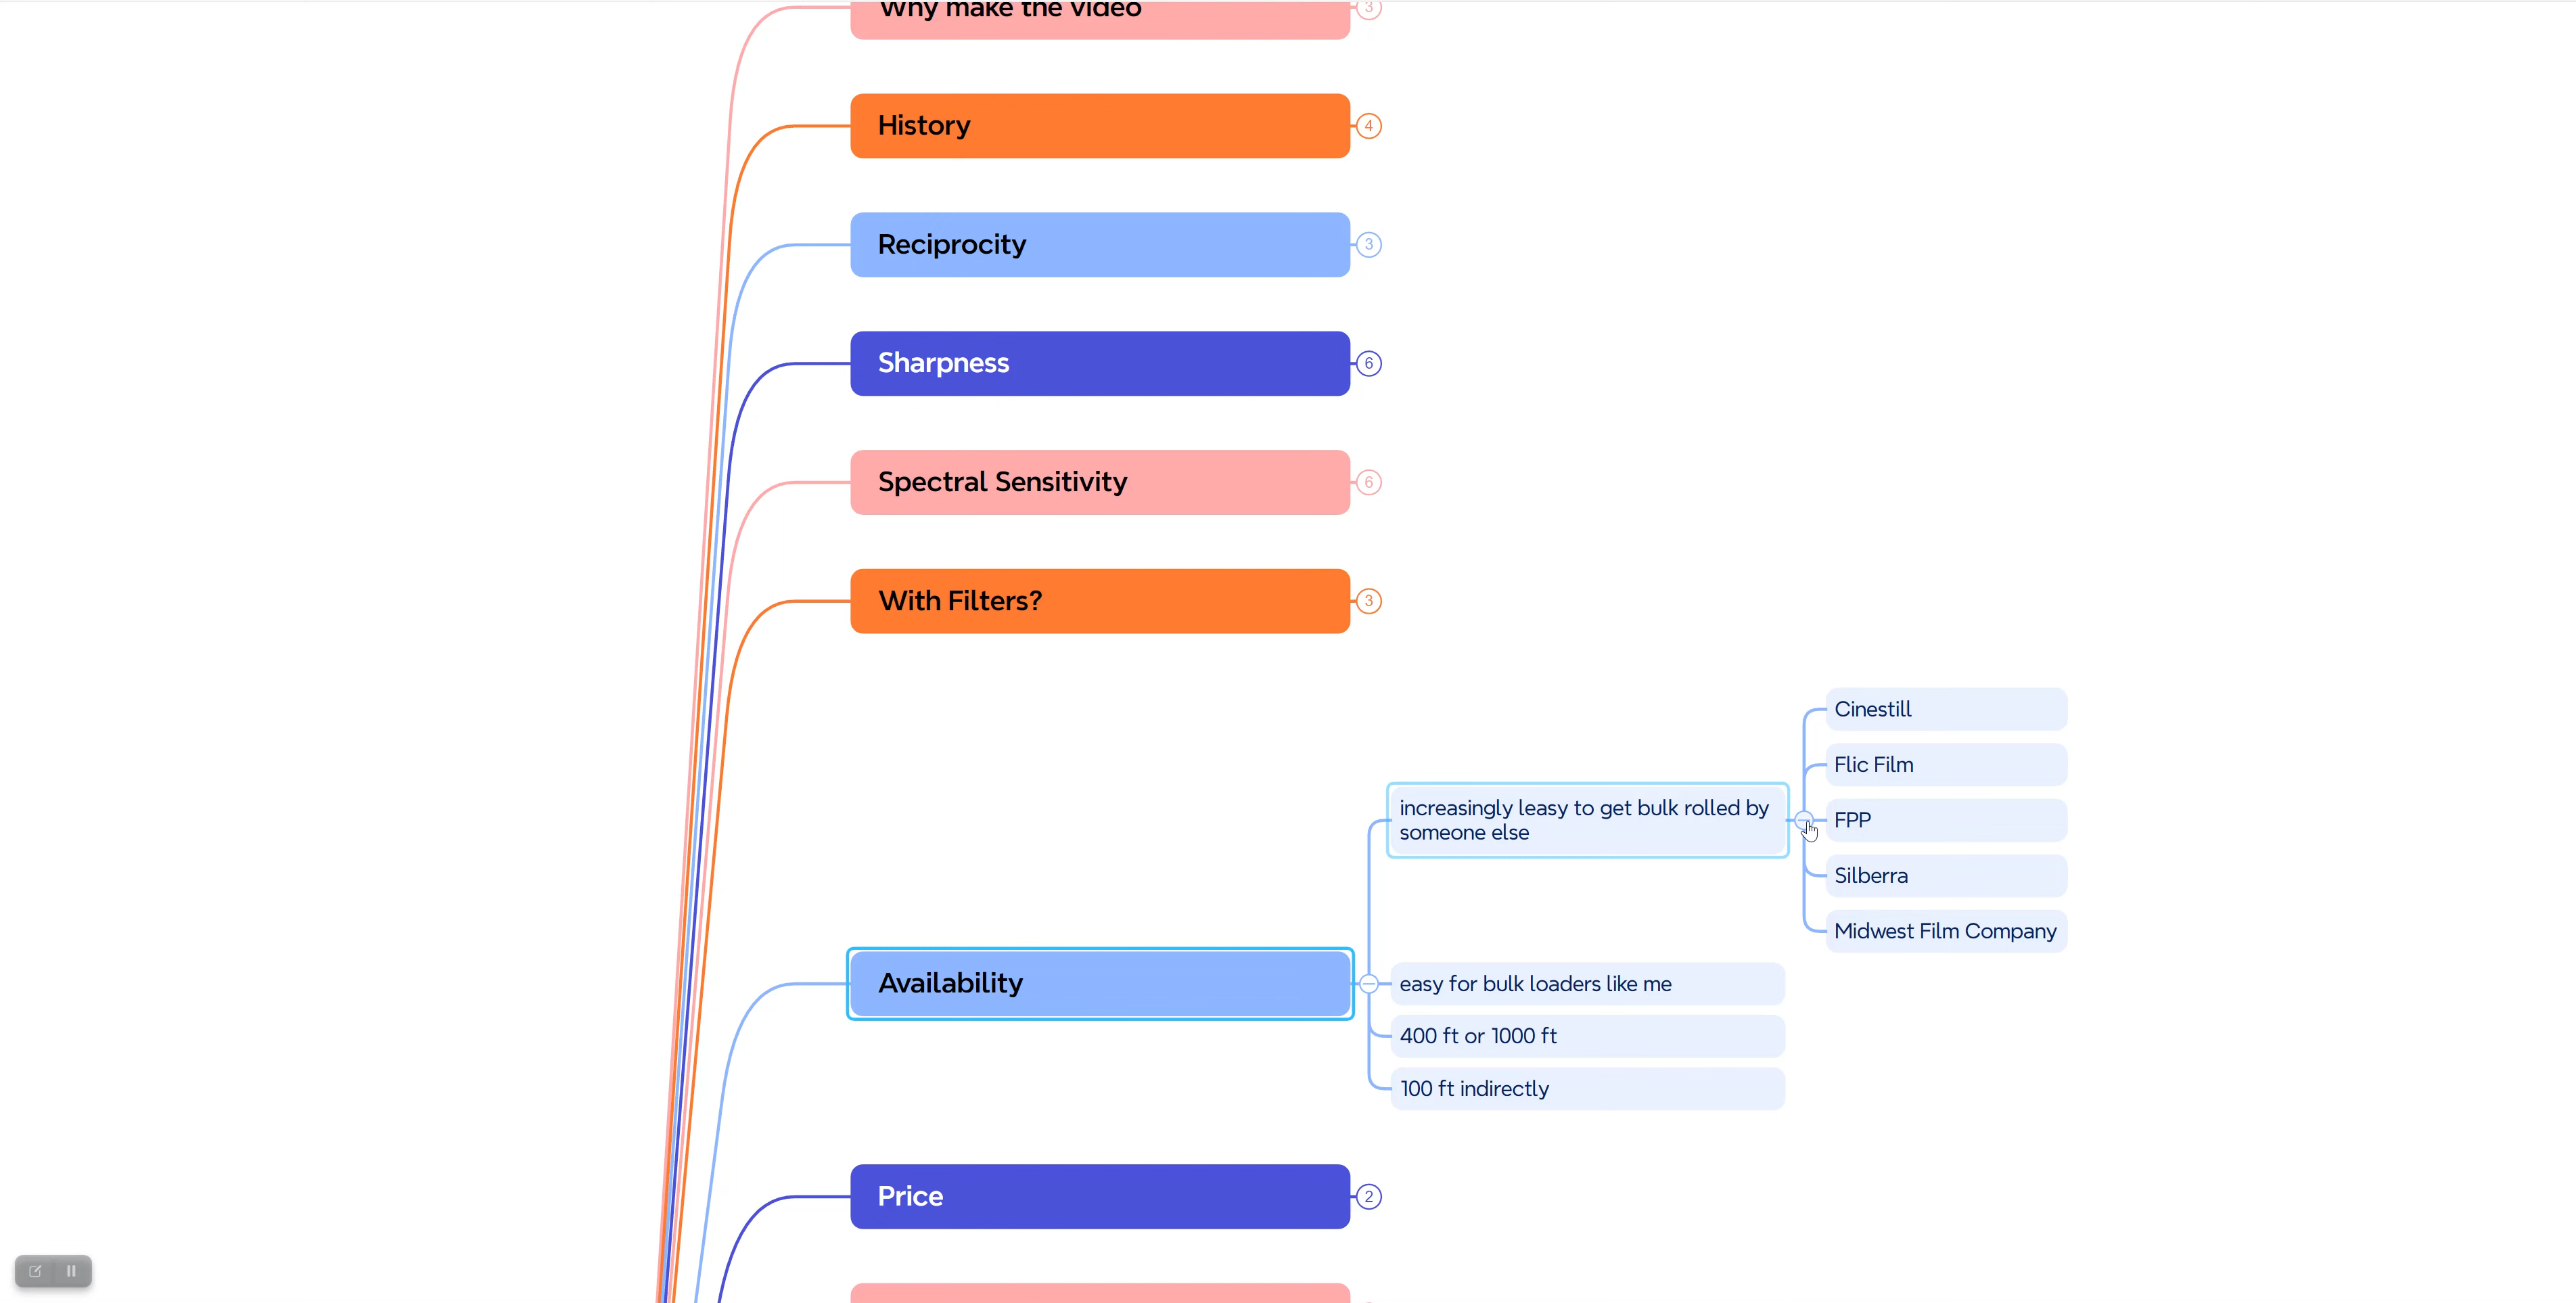 Why make the video
3
History
4
Reciprocity
3
Sharpness
6
Spectral Sensitivity
6
With Filters?
3
Availability
increasingly leasy to get bulk rolled by
someone else
Cinestill
Flic Film
FPP
Silberra
Midwest Film Company
easy for bulk loaders like me
400 ft or 1000 ft
100 ft indirectly
Price
2